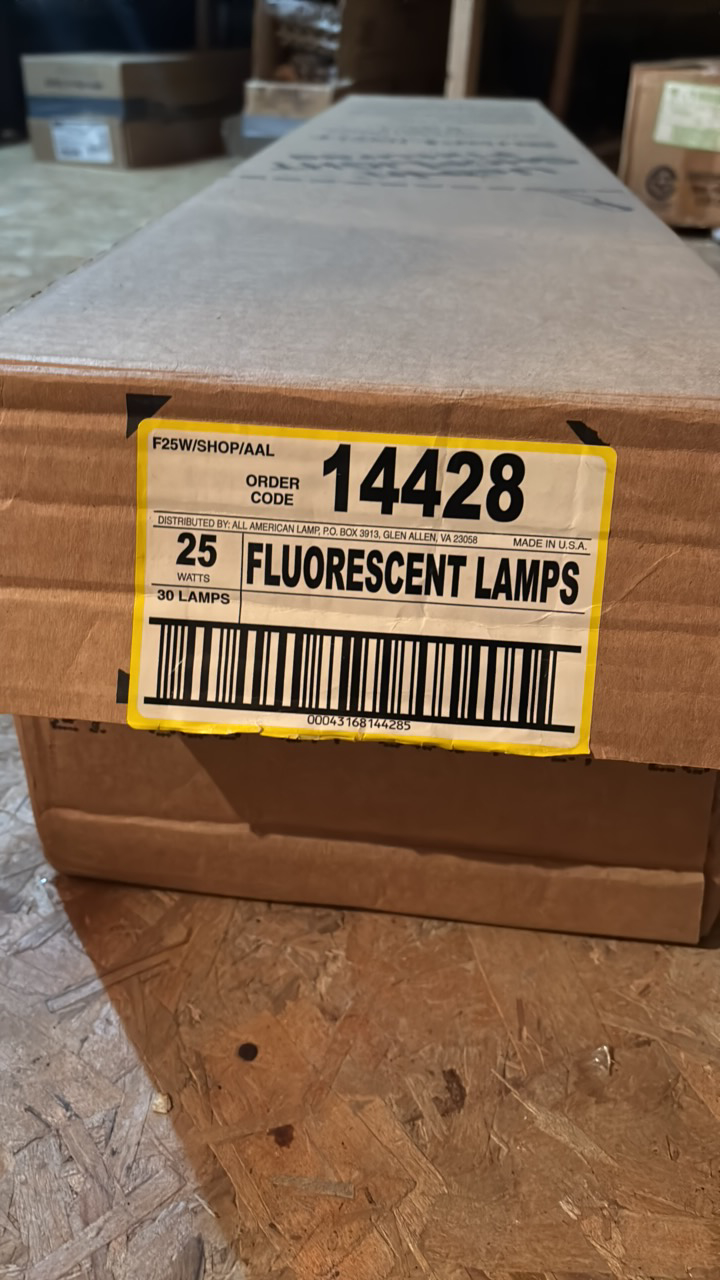 F25W/SHOP/AAL
ORDER CODE 14428
DISTRIBUTED BY: ALL AMERICAN LAMP, P.O. BOX 3913, GLEN ALLEN, VA 23058 MADE IN U.S.A.
25 WATTS
FLUORESCENT LAMPS
30 LAMPS
00043168144285